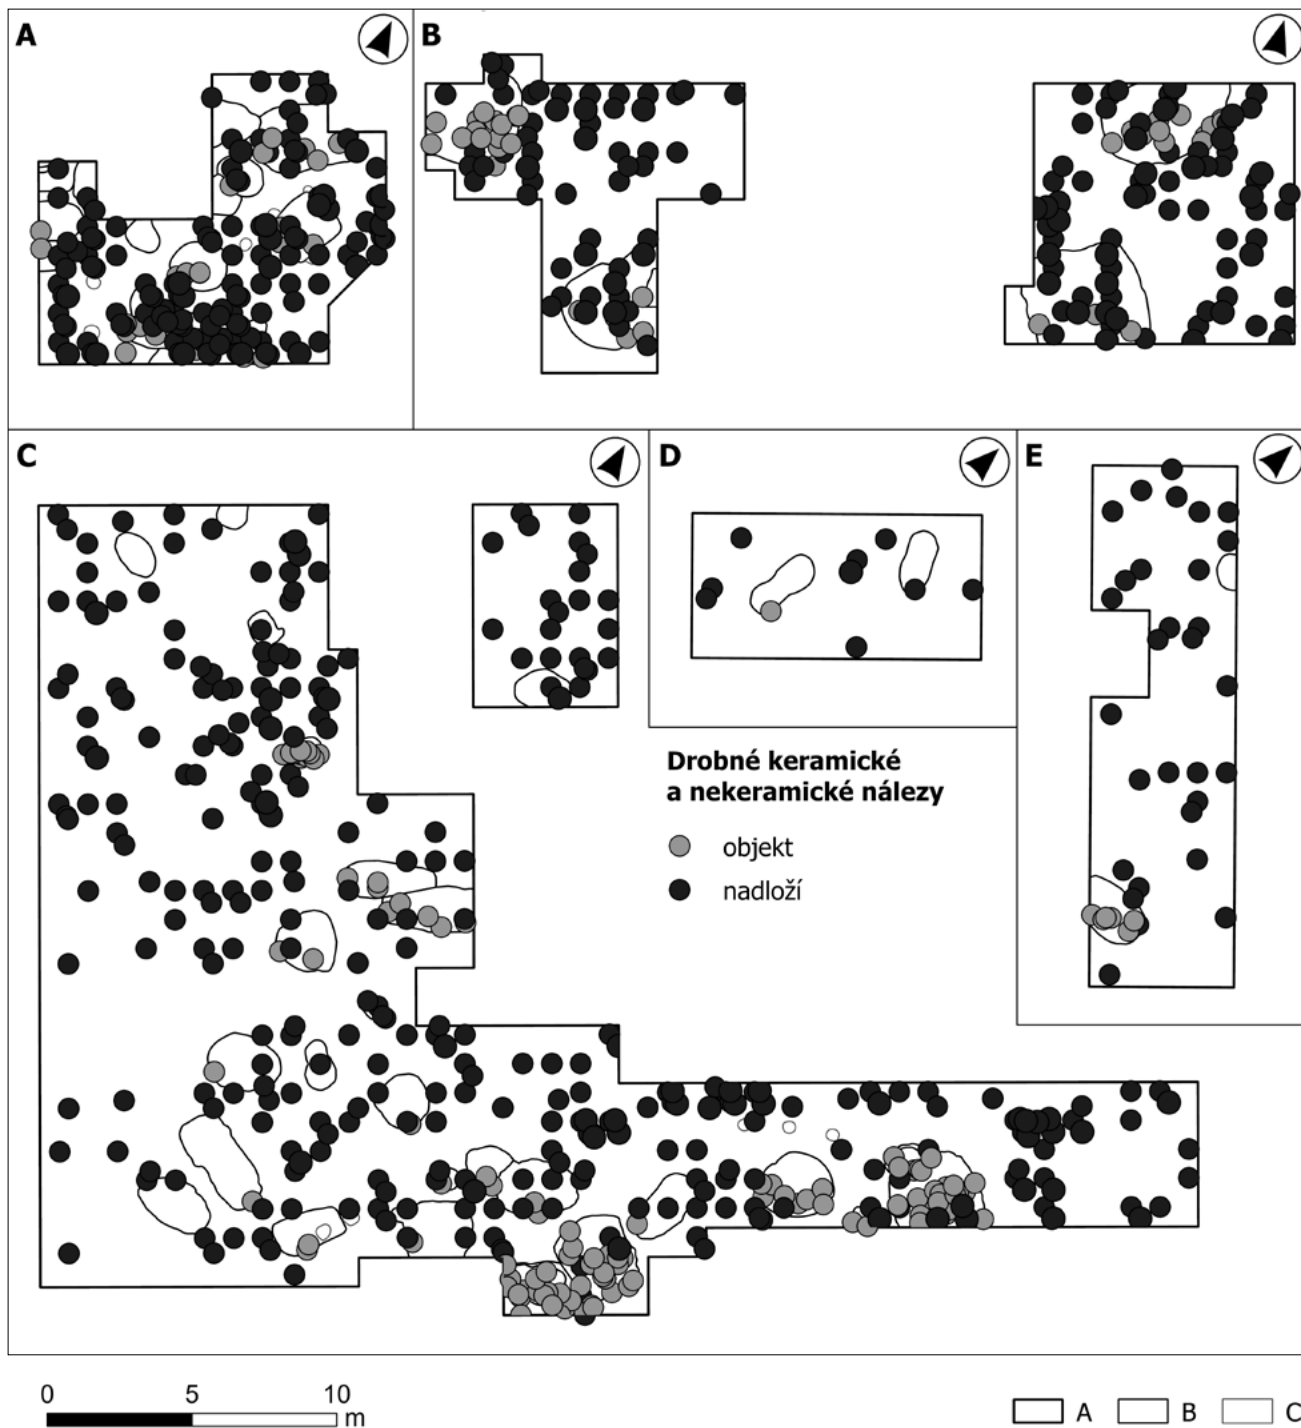 A
B
C
D
E
Drobné keramické
a nekeramické nálezy
objekt
nadloží
0 5 10
m
A B C